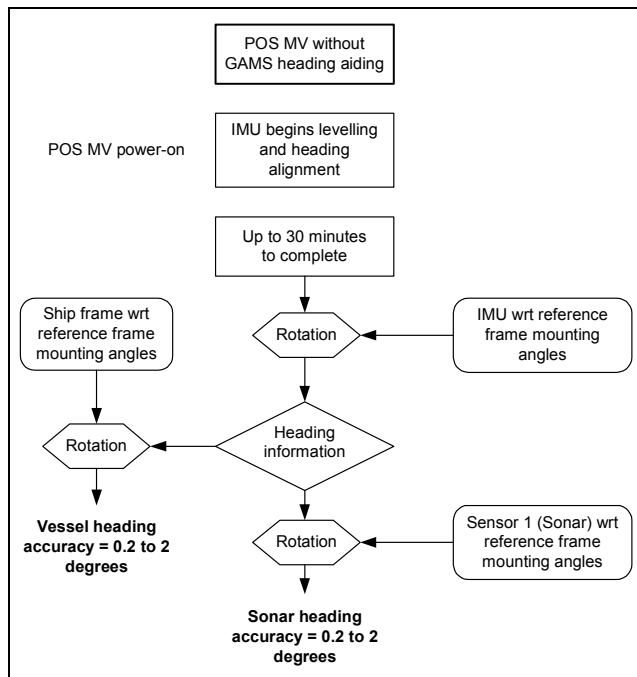 POS MV without
GAMS heading aiding
POS MV power-on
IMU begins levelling
and heading
alignment
Up to 30 minutes
to complete
Ship frame wrt
reference frame
mounting angles
Rotation
IMU wrt reference
frame mounting
angles
Rotation
Heading
information
Vessel heading
accuracy = 0.2 to 2
degrees
Rotation
Sensor 1 (Sonar) wrt
reference frame
mounting angles
Sonar heading
accuracy = 0.2 to 2
degrees